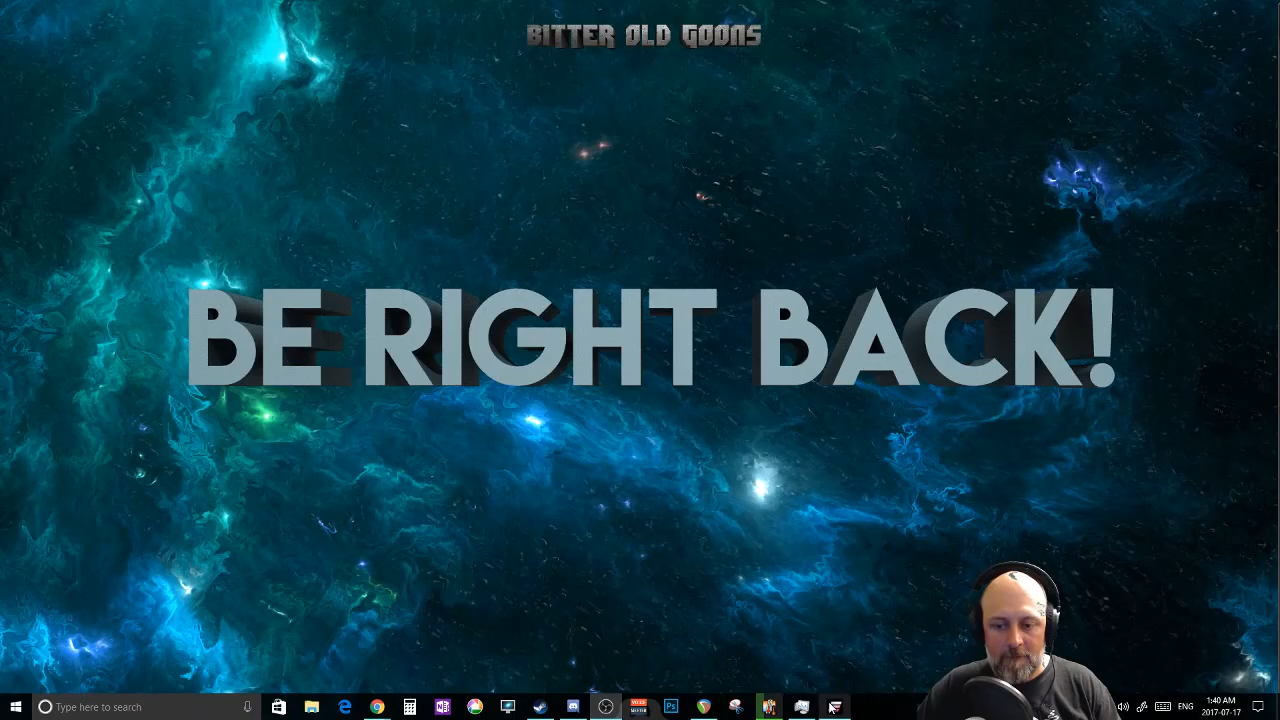 BITTER OLD GOONS
BE RIGHT BACK!
Type here to search
ENG
1:40 AM
2017-07-17